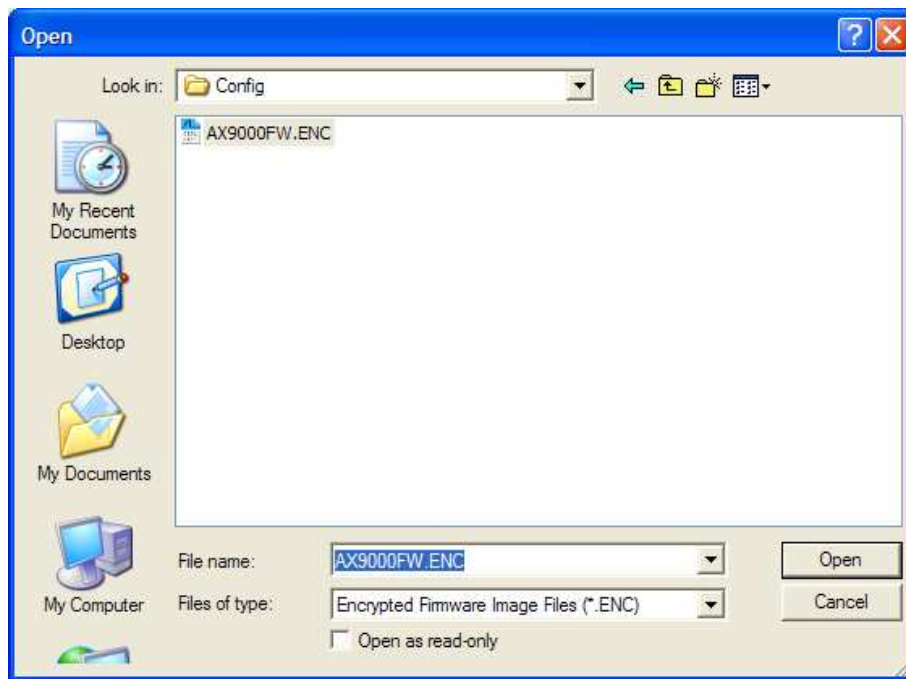 Open
Look in: Config
AX9000FW.ENC
My Recent
Documents
Desktop
My Documents
My Computer
File name: AX9000FW.ENC
Open
Files of type: Encrypted Firmware Image Files (*.ENC)
Cancel
Open as read-only